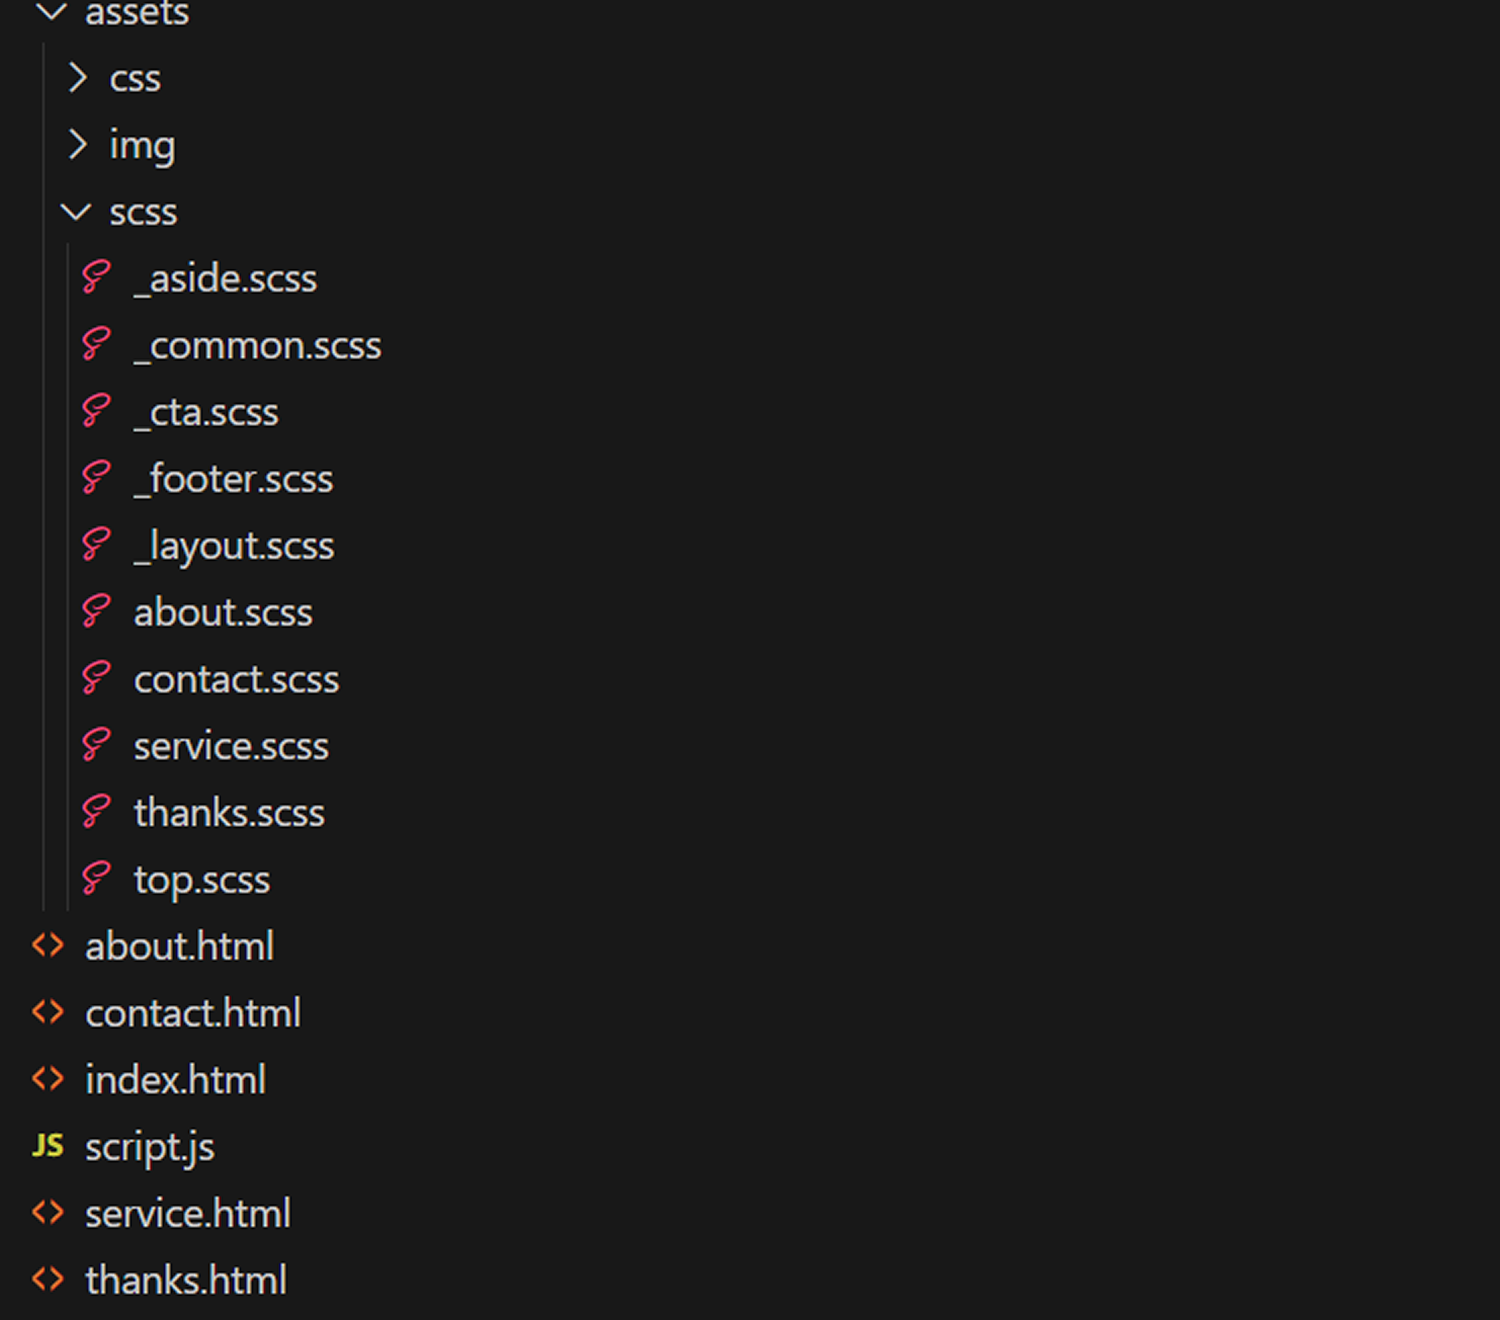 assets
css
img
scss
_aside.scss
_common.scss
_cta.scss
_footer.scss
_layout.scss
about.scss
contact.scss
service.scss
thanks.scss
top.scss
about.html
contact.html
index.html
JS script.js
service.html
thanks.html